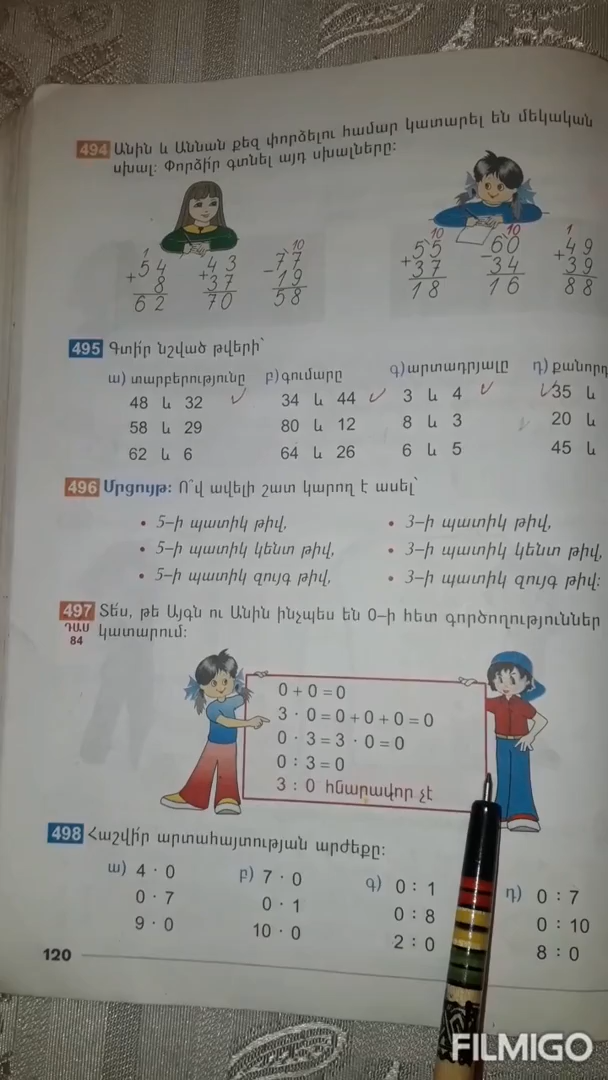 494 Անին և Աննան քեզ փորձելու համար կատարել են մեկական
սխալ: Փորձի՛ր գտնել այդ սխալները:
1
+54
8
62
+43
37
70
10
-77
19
58
10
+55
37
18
10
-60
34
16
1
+49
39
88
495 Գտի՛ր նշված թվերի՝
ա) տարբերությունը բ) գումարը գ) արտադրյալը դ) քանորդ
48 և 32 34 և 44 3 և 4 35 և
58 և 29 80 և 12 8 և 3 20 և
62 և 6 64 և 26 6 և 5 45 և
496 Մրցույթ: Ո՞վ ավելի շատ կարող է ասել՝
• 5–ի պատիկ թիվ, • 3–ի պատիկ թիվ,
• 5–ի պատիկ կենտ թիվ, • 3–ի պատիկ կենտ թիվ,
• 5–ի պատիկ զույգ թիվ, • 3–ի պատիկ զույգ թիվ:
497 Տե՛ս, թե Այգն ու Անին ինչպես են 0–ի հետ գործողություններ
ԴԱՍ 84 կատարում:
0 + 0 = 0
3 · 0 = 0 + 0 + 0 = 0
0 · 3 = 3 · 0 = 0
0 : 3 = 0
3 : 0 հնարավոր չէ
498 Հաշվի՛ր արտահայտության արժեքը:
ա) 4 · 0 բ) 7 · 0 գ) 0 : 1 դ) 0 : 7
0 · 7 0 · 1 0 : 8 0 : 10
9 · 0 10 · 0 2 : 0 8 : 0
120
FILMIGO